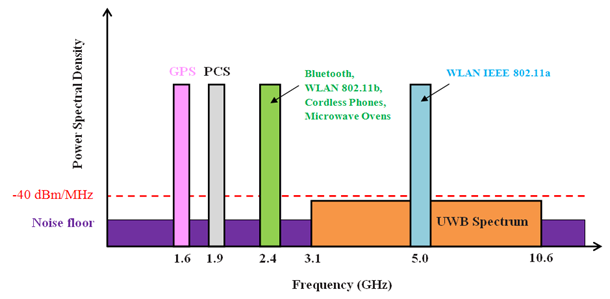 Power Spectral Density
GPS
PCS
Bluetooth,
WLAN 802.11b,
Cordless Phones,
Microwave Ovens
WLAN IEEE 802.11a
-40 dBm/MHz
Noise floor
UWB Spectrum
1.6
1.9
2.4
3.1
5.0
10.6
Frequency (GHz)